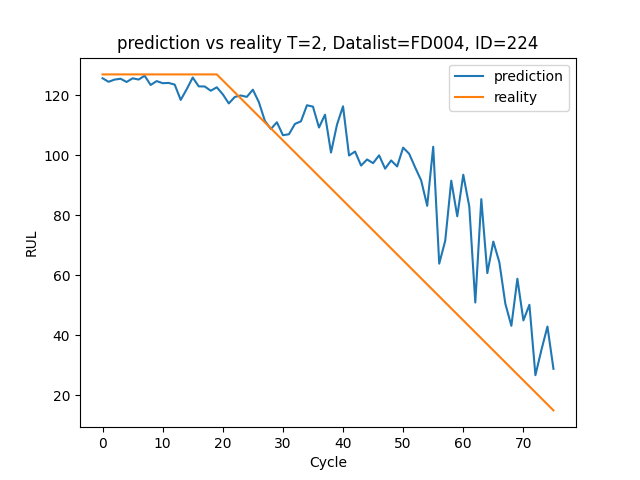 prediction vs reality T=2, Datalist=FD004, ID=224
prediction
reality
RUL
120
100
80
60
40
20
0 10 20 30 40 50 60 70
Cycle